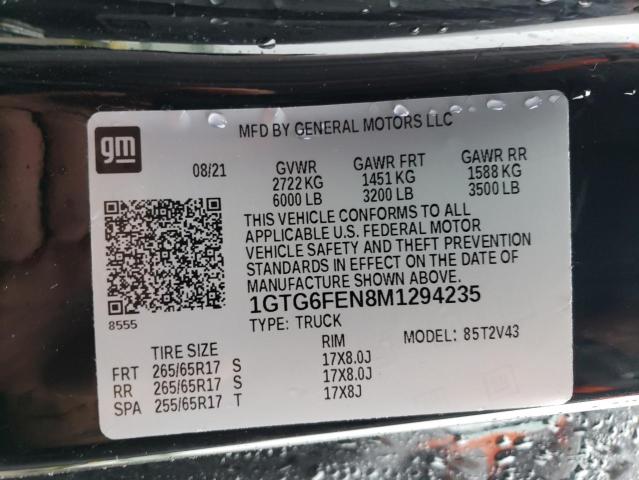 gm
MFD BY GENERAL MOTORS LLC
08/21 GVWR GAWR FRT GAWR RR
2722 KG 1451 KG 1588 KG
6000 LB 3200 LB 3500 LB
THIS VEHICLE CONFORMS TO ALL
APPLICABLE U.S. FEDERAL MOTOR
VEHICLE SAFETY AND THEFT PREVENTION
STANDARDS IN EFFECT ON THE DATE OF
MANUFACTURE SHOWN ABOVE.
8555
1GTG6FEN8M1294235
TYPE: TRUCK MODEL: 85T2V43
TIRE SIZE RIM
FRT 265/65R17 S 17X8.0J
RR 265/65R17 S 17X8.0J
SPA 255/65R17 T 17X8J